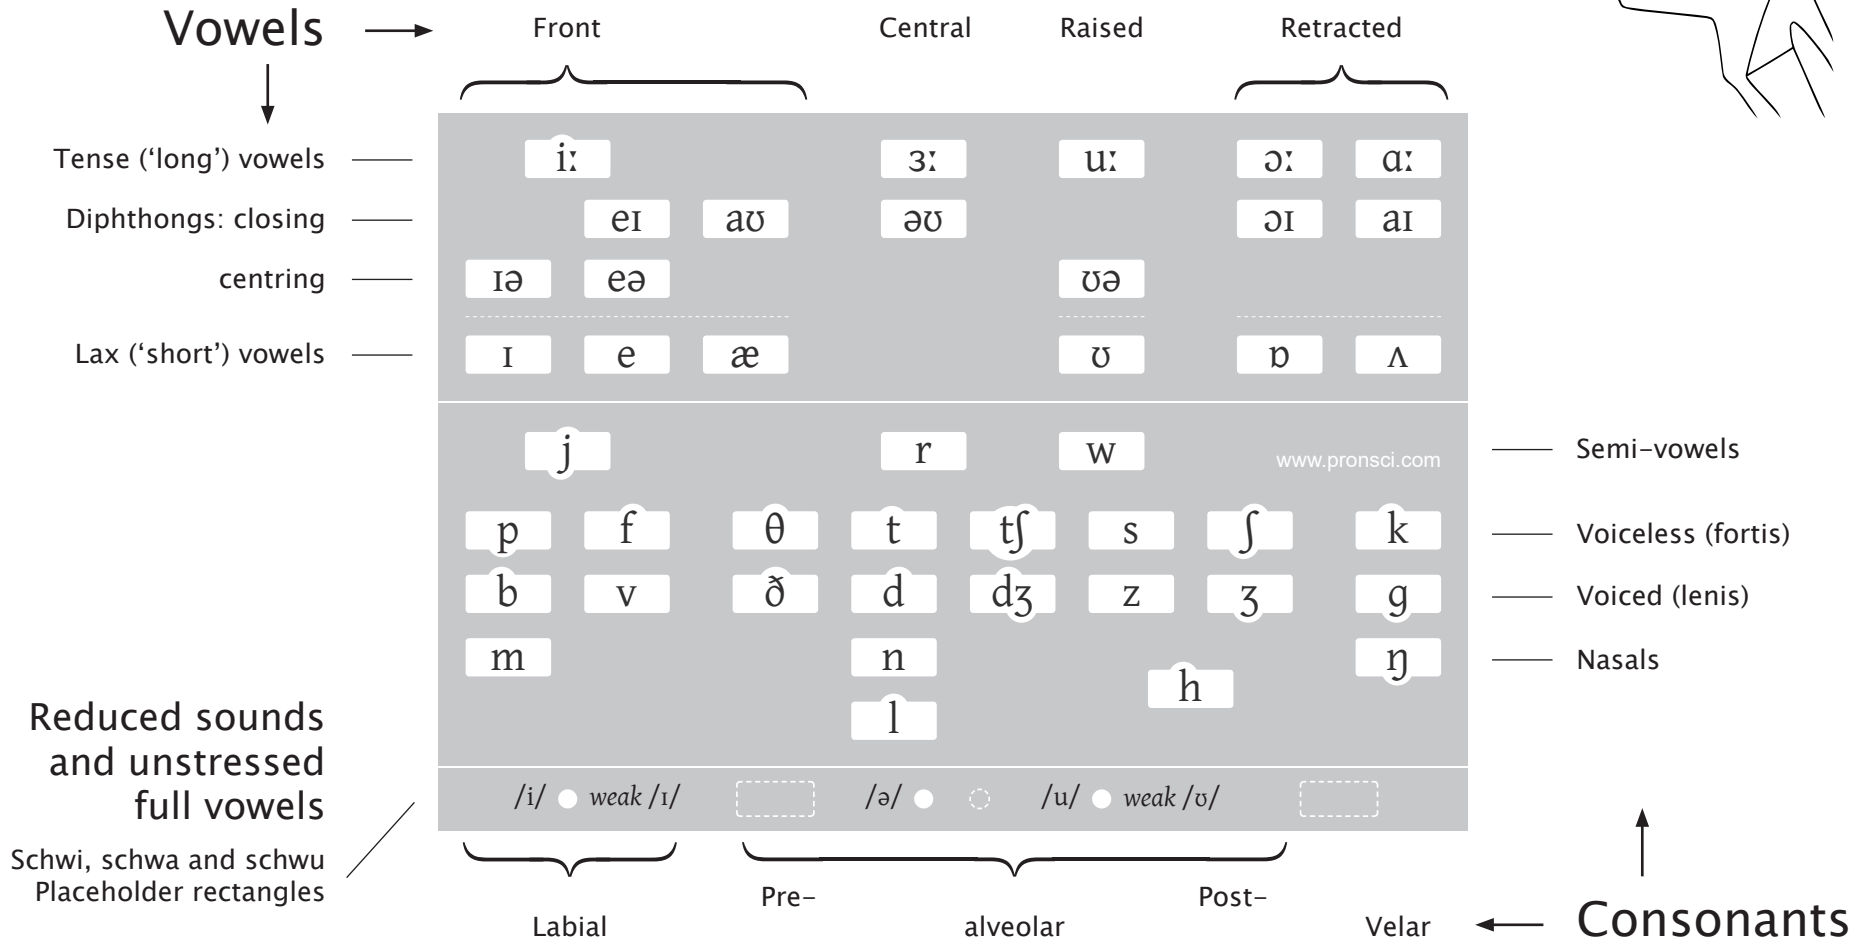 Vowels Front Central Raised Retracted
Tense (‘long’) vowels iː ɜː uː ɔː ɑː
Diphthongs: closing eɪ aʊ əʊ ɔɪ aɪ
centring ɪə eə ʊə
Lax (‘short’) vowels ɪ e æ ʊ ɒ ʌ
j r w www.pronsci.com Semi–vowels
p f θ t tʃ s ʃ k Voiceless (fortis)
b v ð d dʒ z ʒ g Voiced (lenis)
m n ŋ Nasals
h
l
Reduced sounds
and unstressed
full vowels
/i/ weak /ɪ/ /ə/ /u/ weak /ʊ/
Schwi, schwa and schwu
Placeholder rectangles
Pre– Post–
Labial alveolar Velar Consonants